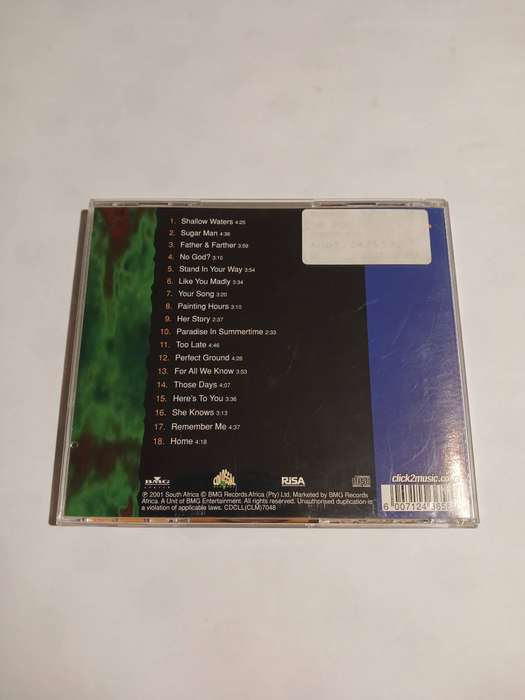 1. Shallow Waters 4:25
2. Sugar Man 4:36
3. Father & Farther 3:59
4. No God? 3:10
5. Stand In Your Way 3:54
6. Like You Madly 3:34
7. Your Song 3:20
8. Painting Hours 3:10
9. Her Story 2:37
10. Paradise In Summertime 2:33
11. Too Late 4:46
12. Perfect Ground 4:26
13. For All We Know 3:53
14. Those Days 4:07
15. Here's To You 3:36
16. She Knows 3:13
17. Remember Me 4:37
18. Home 4:18
BMG
AFRICA
RiSA
click2music.co
℗ 2001 South Africa © BMG Records Africa (Pty) Ltd. Marketed by BMG Records
Africa. A Unit of BMG Entertainment. All rights reserved. Unauthorised duplication is
a violation of applicable laws. CDCLL(CLM)7048
6 007124